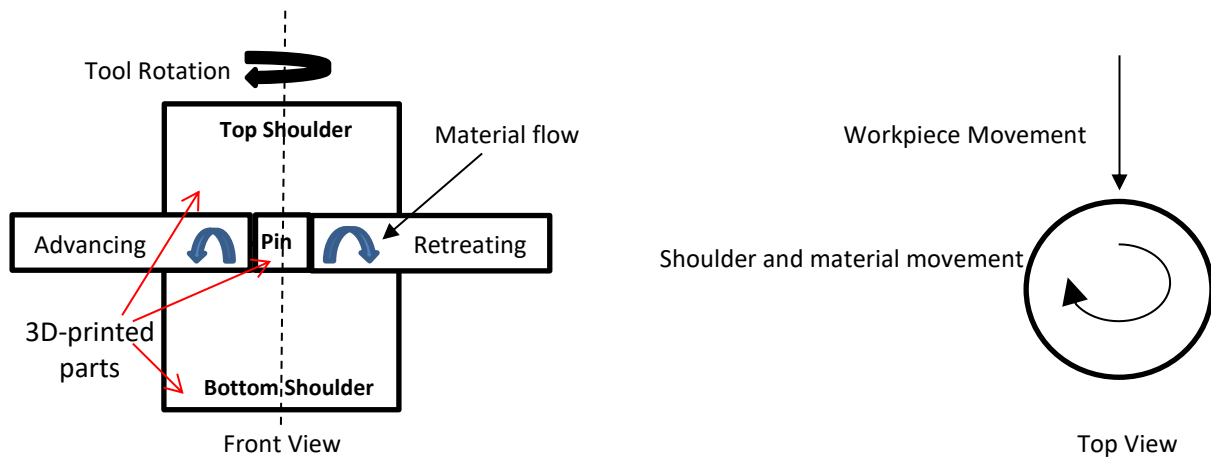 Tool Rotation
Top Shoulder
Material flow
Advancing
Pin
Retreating
3D-printed
parts
Bottom Shoulder
Front View
Workpiece Movement
Shoulder and material movement
Top View